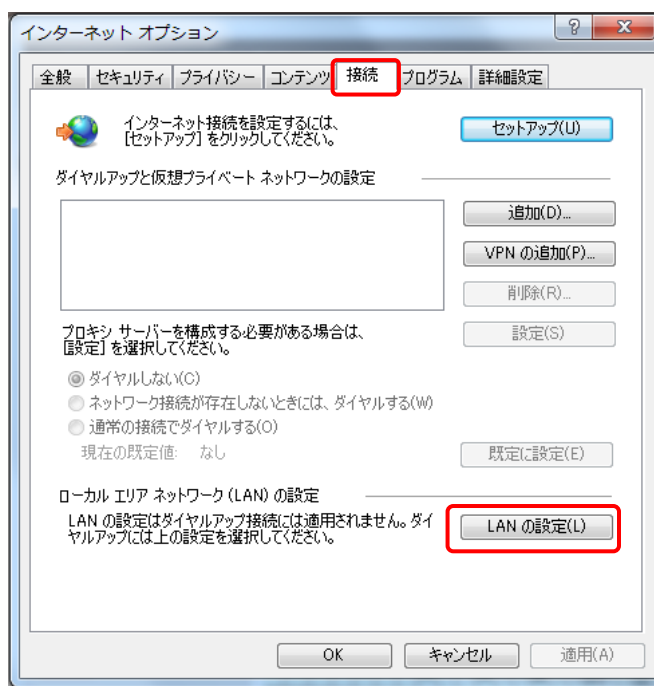 インターネット オプション
全般 セキュリティ プライバシー コンテンツ 接続 プログラム 詳細設定
インターネット接続を設定するには、
[セットアップ] をクリックしてください。
セットアップ(U)
ダイヤルアップと仮想プライベート ネットワークの設定
追加(D)...
VPN の追加(P)...
削除(R)...
プロキシ サーバーを構成する必要がある場合は、
[設定] を選択してください。
設定(S)
ダイヤルしない(C)
ネットワーク接続が存在しないときには、ダイヤルする(W)
通常の接続でダイヤルする(O)
現在の既定値: なし
既定に設定(E)
ローカル エリア ネットワーク (LAN) の設定
LAN の設定はダイヤルアップ接続には適用されません。ダイ
ヤルアップには上の設定を選択してください。
LAN の設定(L)
OK キャンセル 適用(A)